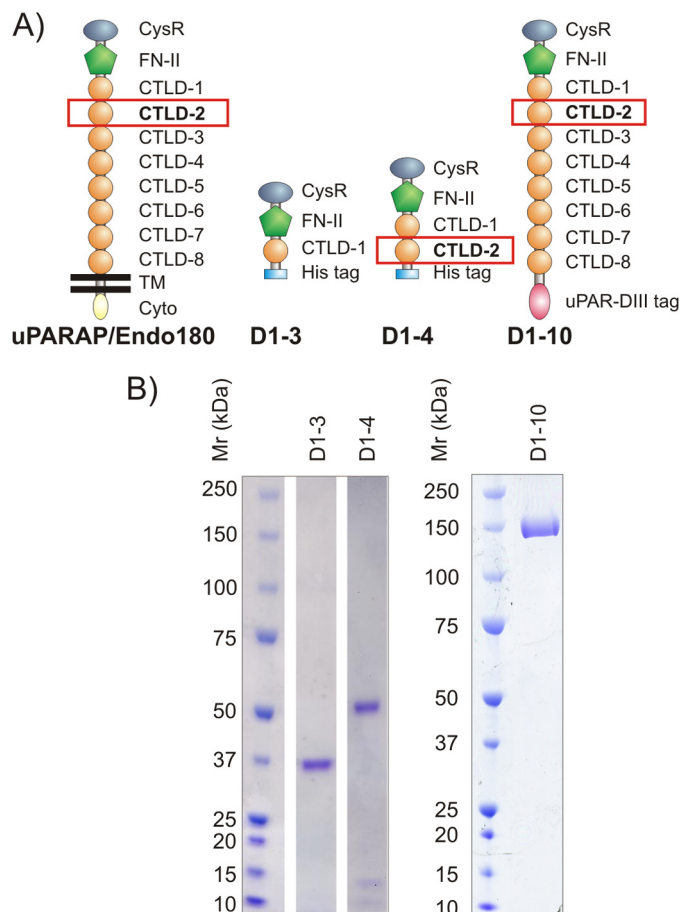 A)
CysR
FN-II
CTLD-1
CTLD-2
CTLD-3
CTLD-4
CTLD-5
CTLD-6
CTLD-7
CTLD-8
TM
Cyto
uPARAP/Endo180
CysR
FN-II
CTLD-1
His tag
D1-3
CysR
FN-II
CTLD-1
CTLD-2
His tag
D1-4
CysR
FN-II
CTLD-1
CTLD-2
CTLD-3
CTLD-4
CTLD-5
CTLD-6
CTLD-7
CTLD-8
uPAR-DIII tag
D1-10
B)
Mr (kDa)
D1-3
D1-4
250
150
100
75
50
37
25
20
15
10
Mr (kDa)
D1-10
250
150
100
75
50
37
25
20
15
10